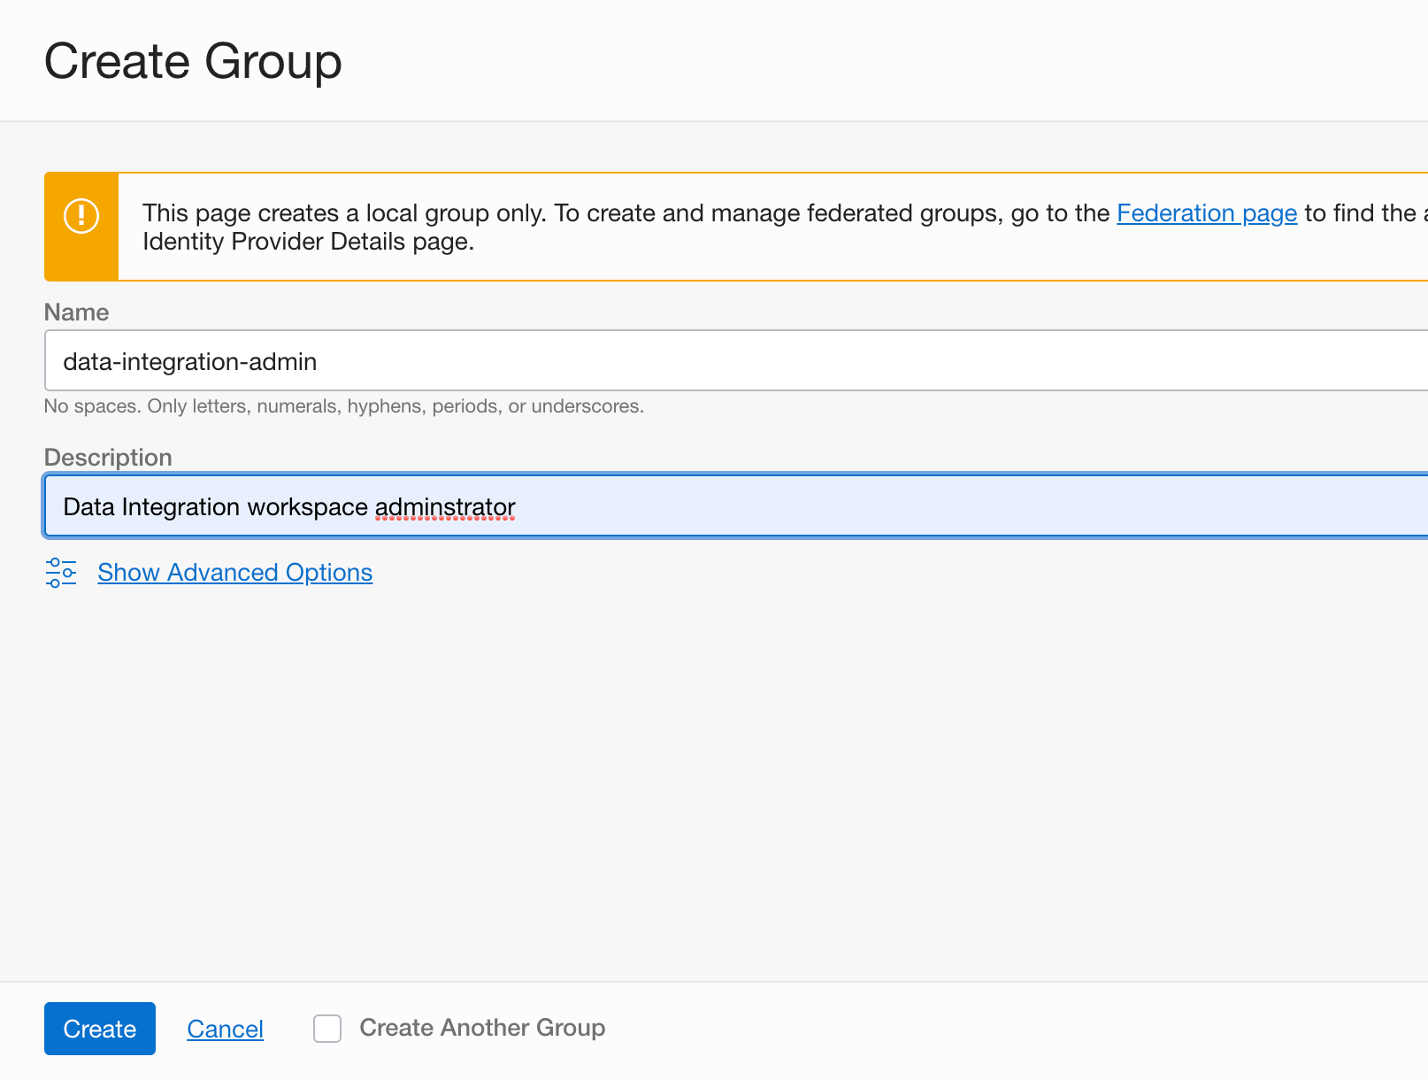 Create Group
This page creates a local group only. To create and manage federated groups, go to the Federation page to find the
Identity Provider Details page.
Name
data-integration-admin
No spaces. Only letters, numerals, hyphens, periods, or underscores.
Description
Data Integration workspace adminstrator
Show Advanced Options
Create
Cancel
Create Another Group